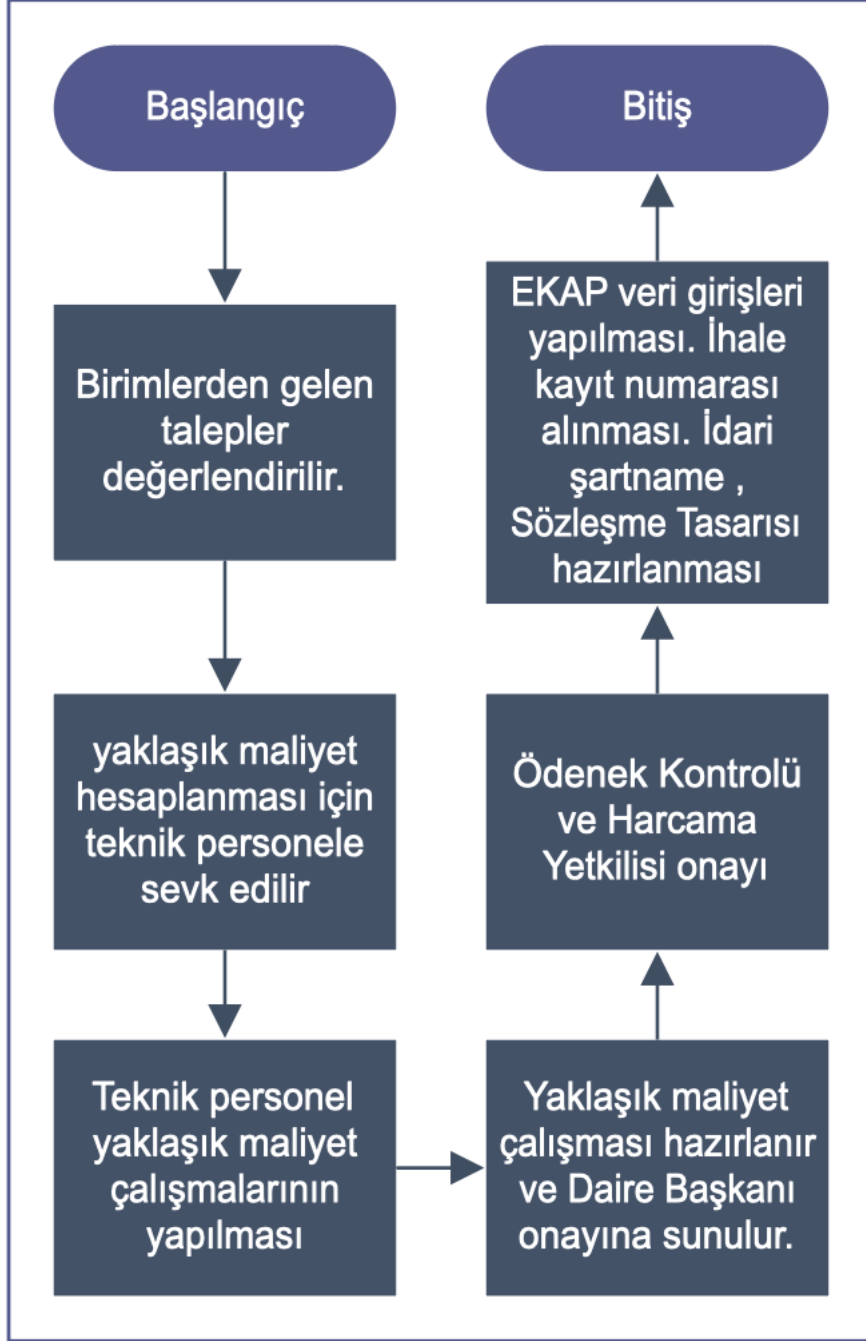 Başlangıç
Birimlerden gelen
talepler
değerlendirilir.
yaklaşık maliyet
hesaplanması için
teknik personele
sevk edilir
Teknik personel
yaklaşık maliyet
çalışmalarının
yapılması
Yaklaşık maliyet
çalışması hazırlanır
ve Daire Başkanı
onayına sunulur.
Ödenek Kontrolü
ve Harcama
Yetkilisi onayı
EKAP veri girişleri
yapılması. İhale
kayıt numarası
alınması. İdari
şartname ,
Sözleşme Tasarısı
hazırlanması
Bitiş